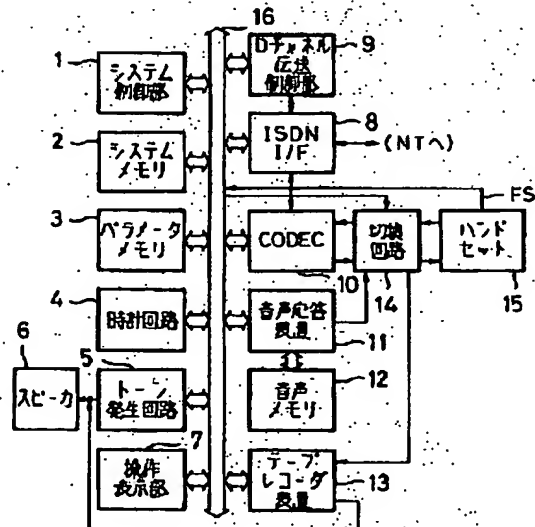 16
1
システム
制御部
2
システム
メモリ
3
パラメータ
メモリ
4
時計回路
5
トーン
発生回路
6
スピーカ
7
操作
表示部
9
Dチャネル
伝送
制御部
8
ISDN
I/F
(NTへ)
FS
CODEC
10
切換
回路
14
ハンド
セット
15
音声応答
装置
11
音声
メモリ
12
テープ
レコーダ
装置
13